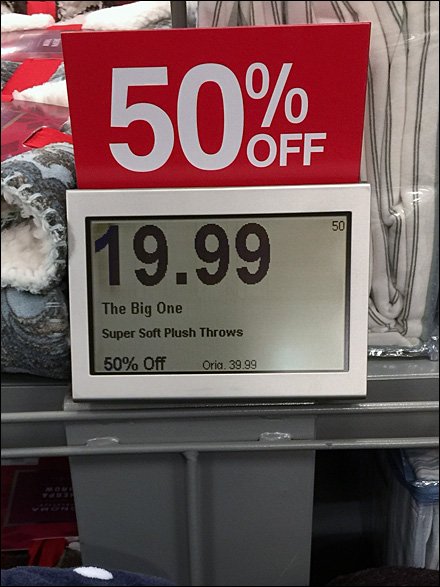 50% OFF
50
19.99
The Big One
Super Soft Plush Throws
50% Off Orig. 39.99